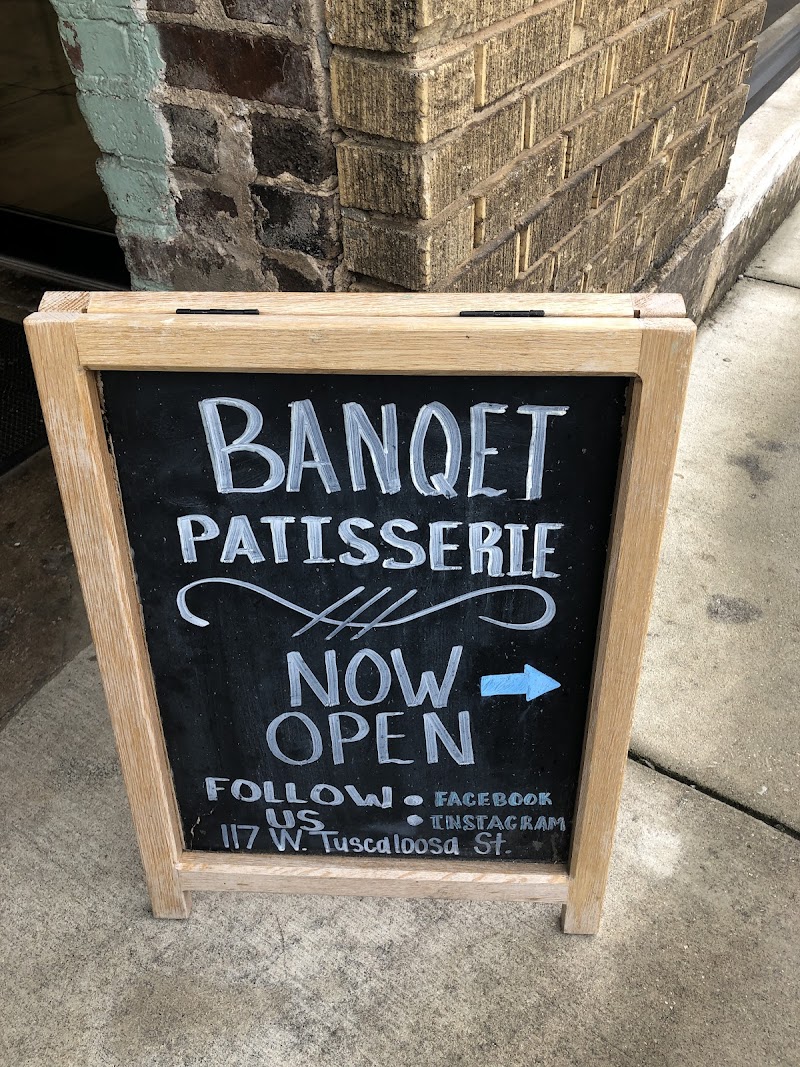 BANQET
PATISSERIE
NOW
OPEN
FOLLOW • FACEBOOK
US • INSTAGRAM
117 W. Tuscaloosa St.